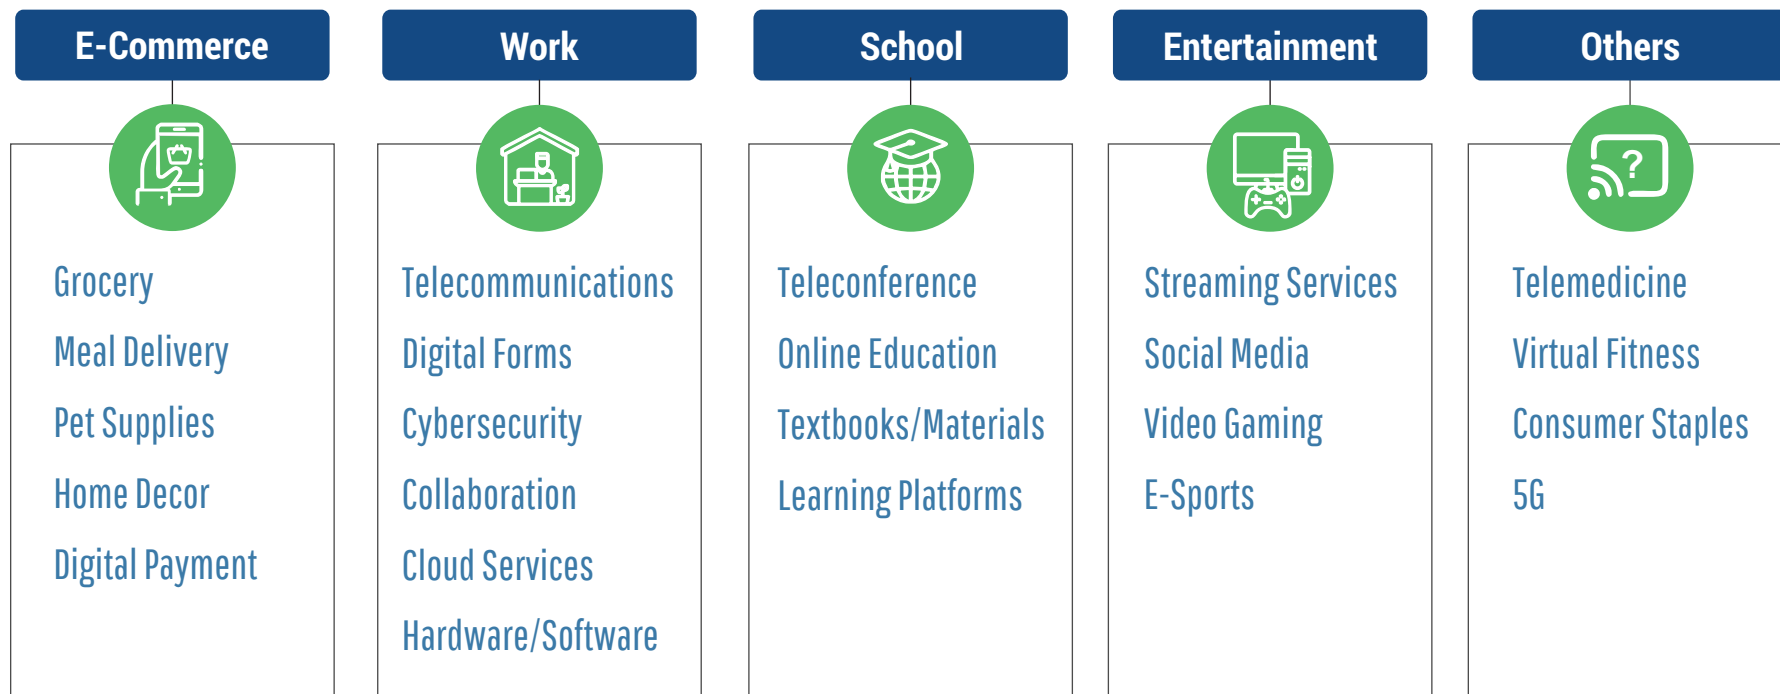 E-Commerce
Grocery
Meal Delivery
Pet Supplies
Home Decor
Digital Payment
Work
Telecommunications
Digital Forms
Cybersecurity
Collaboration
Cloud Services
Hardware/Software
School
Teleconference
Online Education
Textbooks/Materials
Learning Platforms
Entertainment
Streaming Services
Social Media
Video Gaming
E-Sports
Others
?
Telemedicine
Virtual Fitness
Consumer Staples
5G